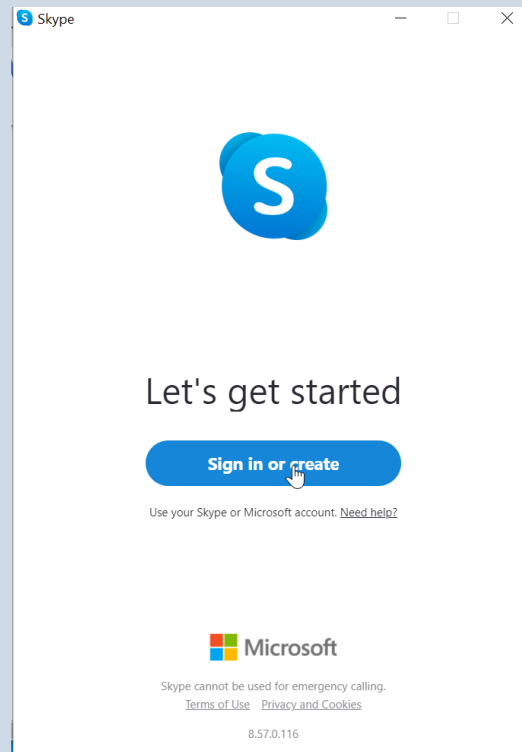 Skype
Let's get started
Sign in or create
Use your Skype or Microsoft account. Need help?
Microsoft
Skype cannot be used for emergency calling.
Terms of Use Privacy and Cookies
8.57.0.116